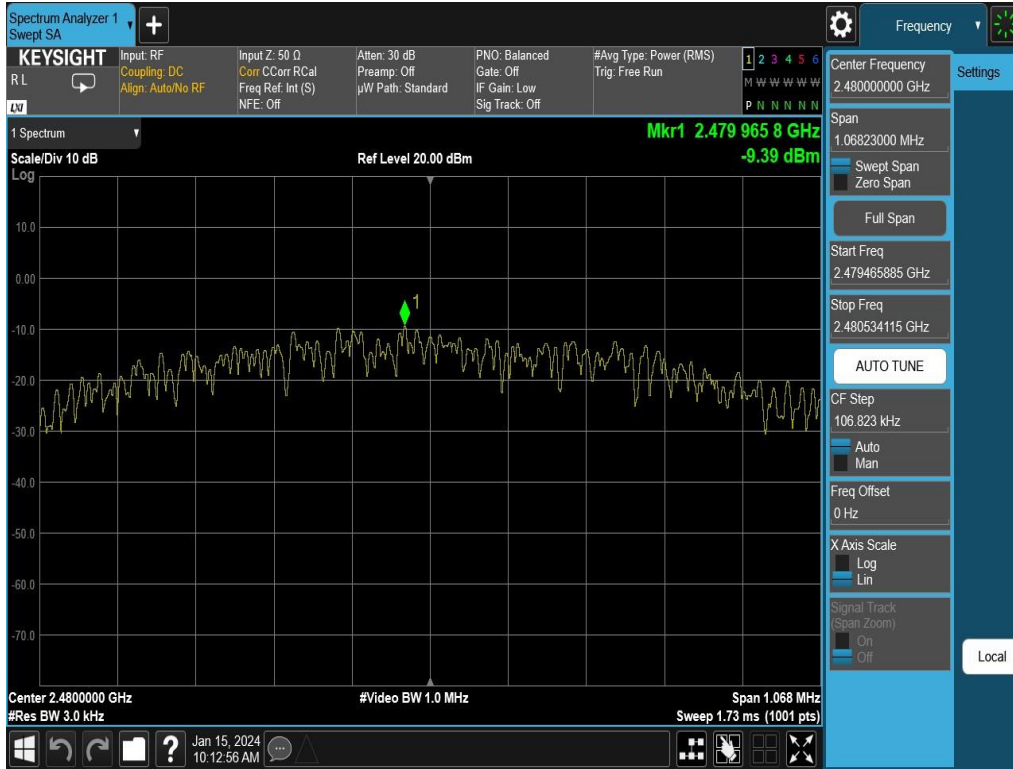 Spectrum Analyzer 1
Swept SA
+
Frequency
KEYSIGHT
R L
LXI
Input: RF
Coupling: DC
Align: Auto/No RF
Input Z: 50 Ω
Corr CCorr RCal
Freq Ref: Int (S)
NFE: Off
Atten: 30 dB
Preamp: Off
µW Path: Standard
PNO: Balanced
Gate: Off
IF Gain: Low
Sig Track: Off
#Avg Type: Power (RMS)
Trig: Free Run
1 2 3 4 5 6
M W W W W W
P N N N N N
1 Spectrum
Mkr1 2.479 965 8 GHz
Scale/Div 10 dB
Ref Level 20.00 dBm
-9.39 dBm
Log
10.0
0.00
-10.0
-20.0
-30.0
-40.0
-50.0
-60.0
-70.0
1
Center 2.4800000 GHz
#Video BW 1.0 MHz
Span 1.068 MHz
#Res BW 3.0 kHz
Sweep 1.73 ms (1001 pts)
?
Jan 15, 2024
10:12:56 AM
Center Frequency
2.480000000 GHz
Settings
Span
1.06823000 MHz
Swept Span
Zero Span
Full Span
Start Freq
2.479465885 GHz
Stop Freq
2.480534115 GHz
AUTO TUNE
CF Step
106.823 kHz
Auto
Man
Freq Offset
0 Hz
X Axis Scale
Log
Lin
Signal Track
(Span Zoom)
On
Off
Local